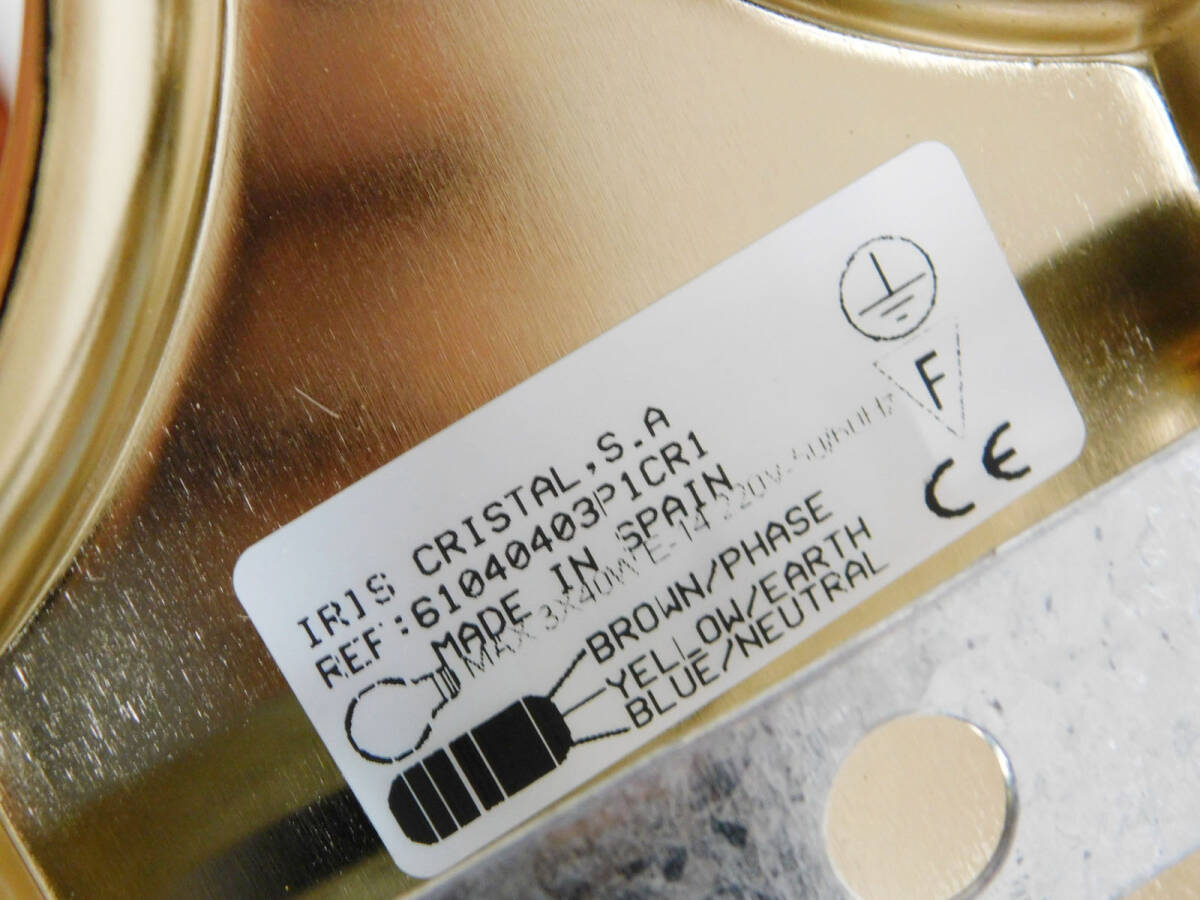 IRIS CRISTAL,S.A
REF:61040403P1CR1
MADE IN SPAIN
MAX 3X40W E-14 220V-50/60HZ
BROWN/PHASE
YELLOW/EARTH
BLUE/NEUTRAL
F
CE